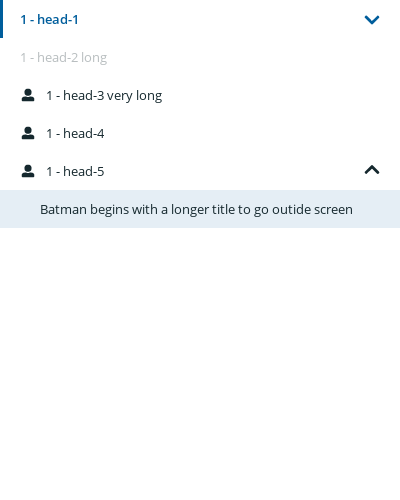 1 - head-1
1 - head-2 long
1 - head-3 very long
1 - head-4
1 - head-5
Batman begins with a longer title to go outide screen